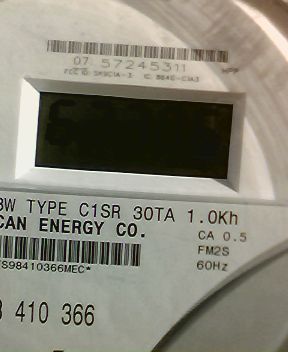 07 57245311
3W TYPE C1SR 30TA 1.0Kh
CAN ENERGY CO.
CA 0.5
FM2S
60Hz
S98410366MEC*
410 366